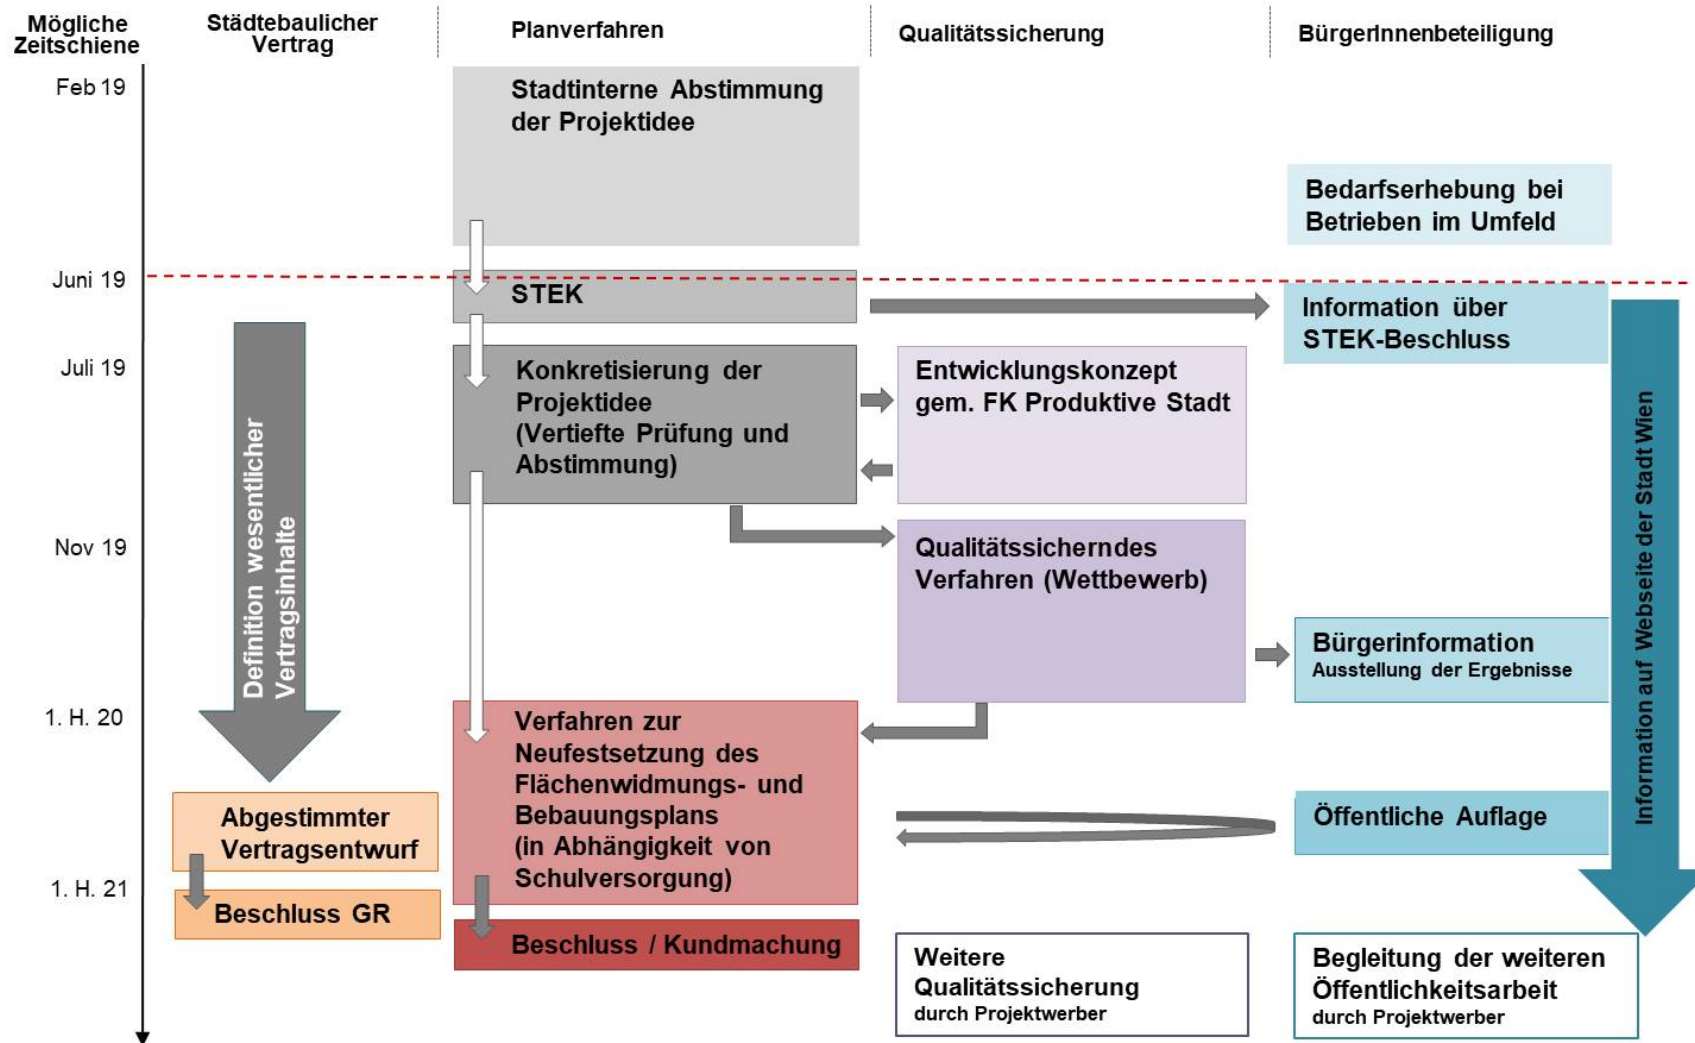 Mögliche
Zeitschiene
Städtebaulicher
Vertrag
Planverfahren
Qualitätssicherung
BürgerInnenbeteiligung
Feb 19
Stadtinterne Abstimmung
der Projektidee
Bedarfserhebung bei
Betrieben im Umfeld
Juni 19
STEK
Information über
STEK-Beschluss
Juli 19
Konkretisierung der
Projektidee
(Vertiefte Prüfung und
Abstimmung)
Entwicklungskonzept
gem. FK Produktive Stadt
Definition wesentlicher
Vertragsinhalte
Information auf Webseite der Stadt Wien
Nov 19
Qualitätssicherndes
Verfahren (Wettbewerb)
Bürgerinformation
Ausstellung der Ergebnisse
1. H. 20
Verfahren zur
Neufestsetzung des
Flächenwidmungs- und
Bebauungsplans
(in Abhängigkeit von
Schulversorgung)
Abgestimmter
Vertragsentwurf
Öffentliche Auflage
1. H. 21
Beschluss GR
Beschluss / Kundmachung
Weitere
Qualitätssicherung
durch Projektwerber
Begleitung der weiteren
Öffentlichkeitsarbeit
durch Projektwerber